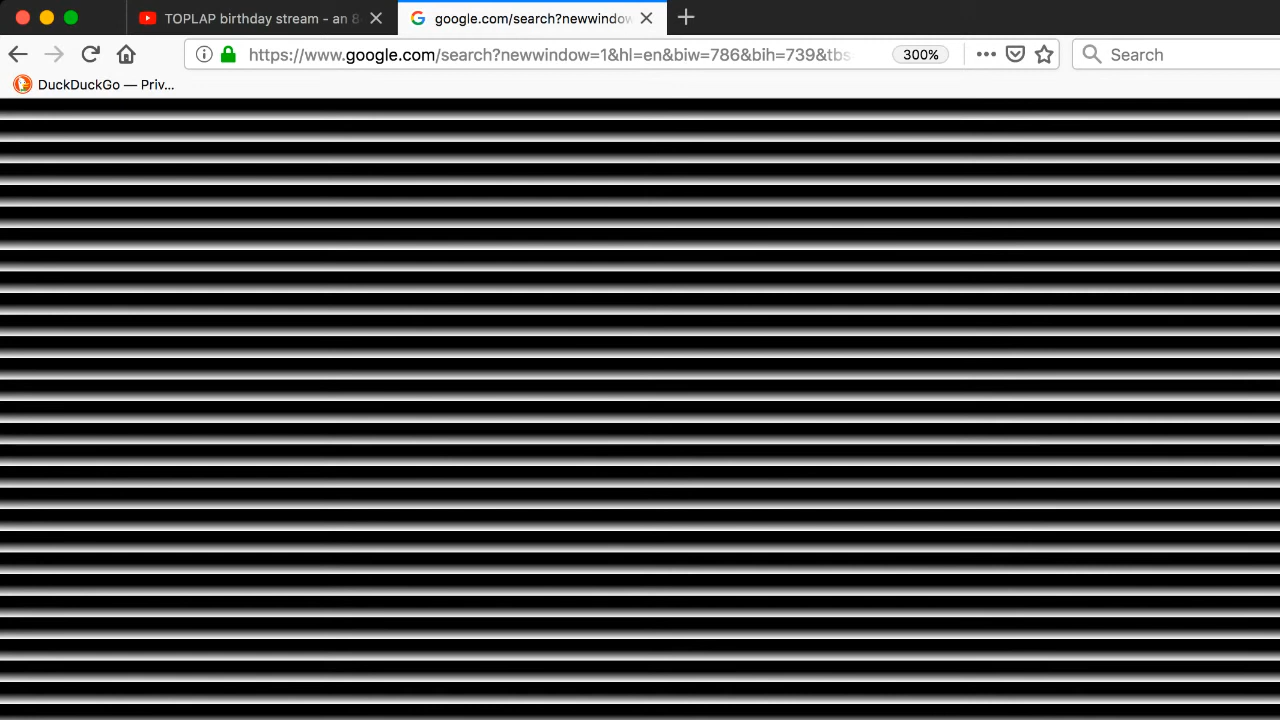 TOPLAP birthday stream - an 8
google.com/search?newwindow
https://www.google.com/search?newwindow=1&hl=en&biw=786&bih=739&tbs
300%
Search
DuckDuckGo — Priv...